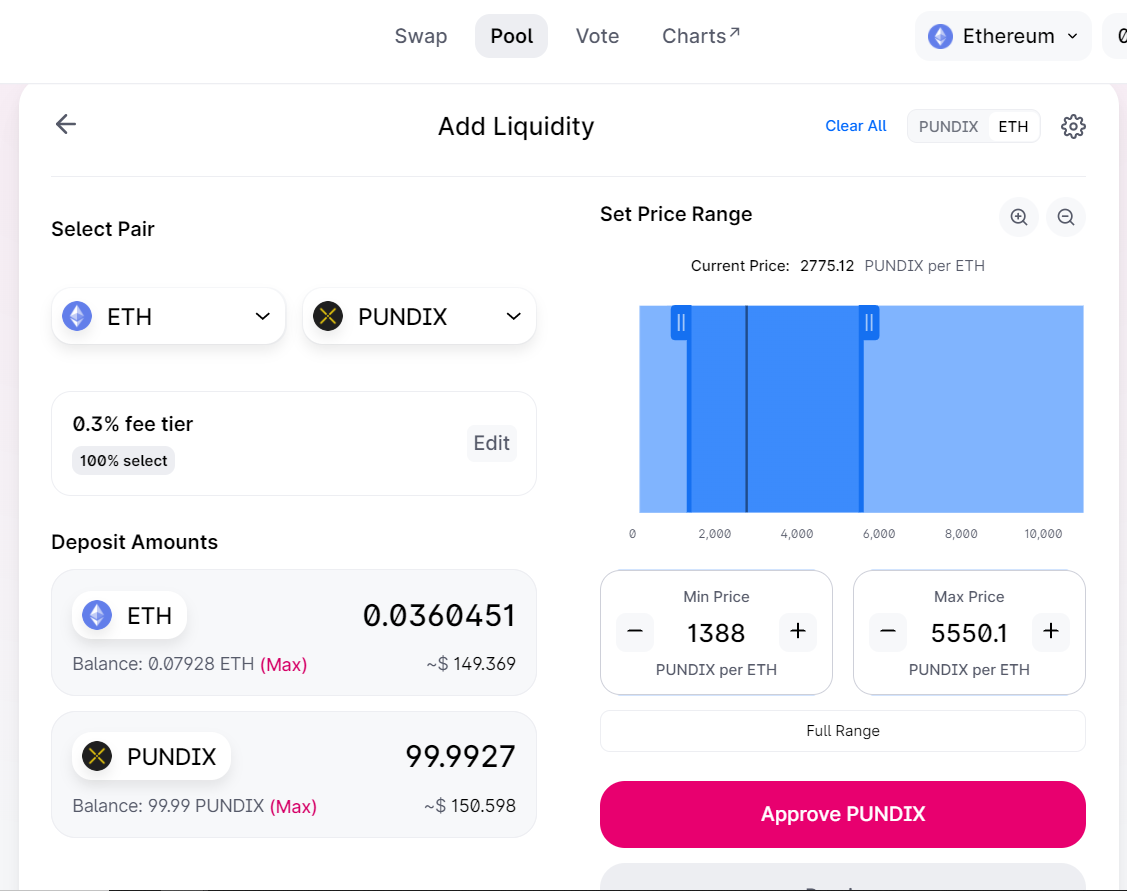 Swap Pool Vote Charts↗ Ethereum 0
Add Liquidity
Clear All PUNDIX ETH
Select Pair
ETH PUNDIX
0.3% fee tier
100% select
Edit
Deposit Amounts
ETH 0.0360451
Balance: 0.07928 ETH (Max) ~$ 149.369
PUNDIX 99.9927
Balance: 99.99 PUNDIX (Max) ~$ 150.598
Set Price Range
Current Price: 2775.12 PUNDIX per ETH
0 2,000 4,000 6,000 8,000 10,000
Min Price
1388
PUNDIX per ETH
Max Price
5550.1
PUNDIX per ETH
Full Range
Approve PUNDIX